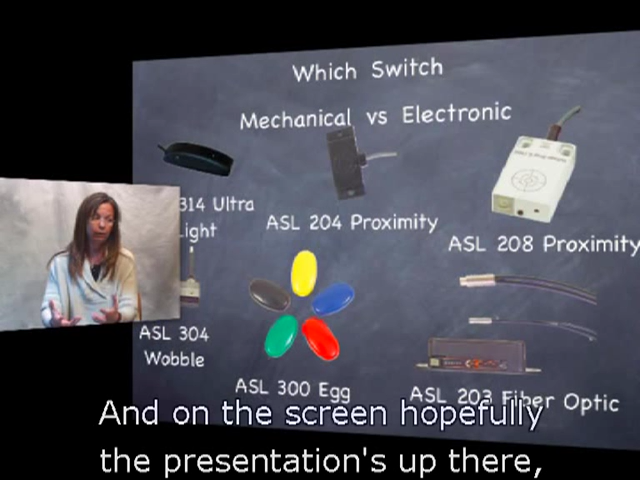 Which Switch
Mechanical vs Electronic
314 Ultra
Light
ASL 204 Proximity
ASL 208 Proximity
ASL 304
Wobble
ASL 300 Egg
ASL 203 Fiber Optic
And on the screen hopefully
the presentation's up there,